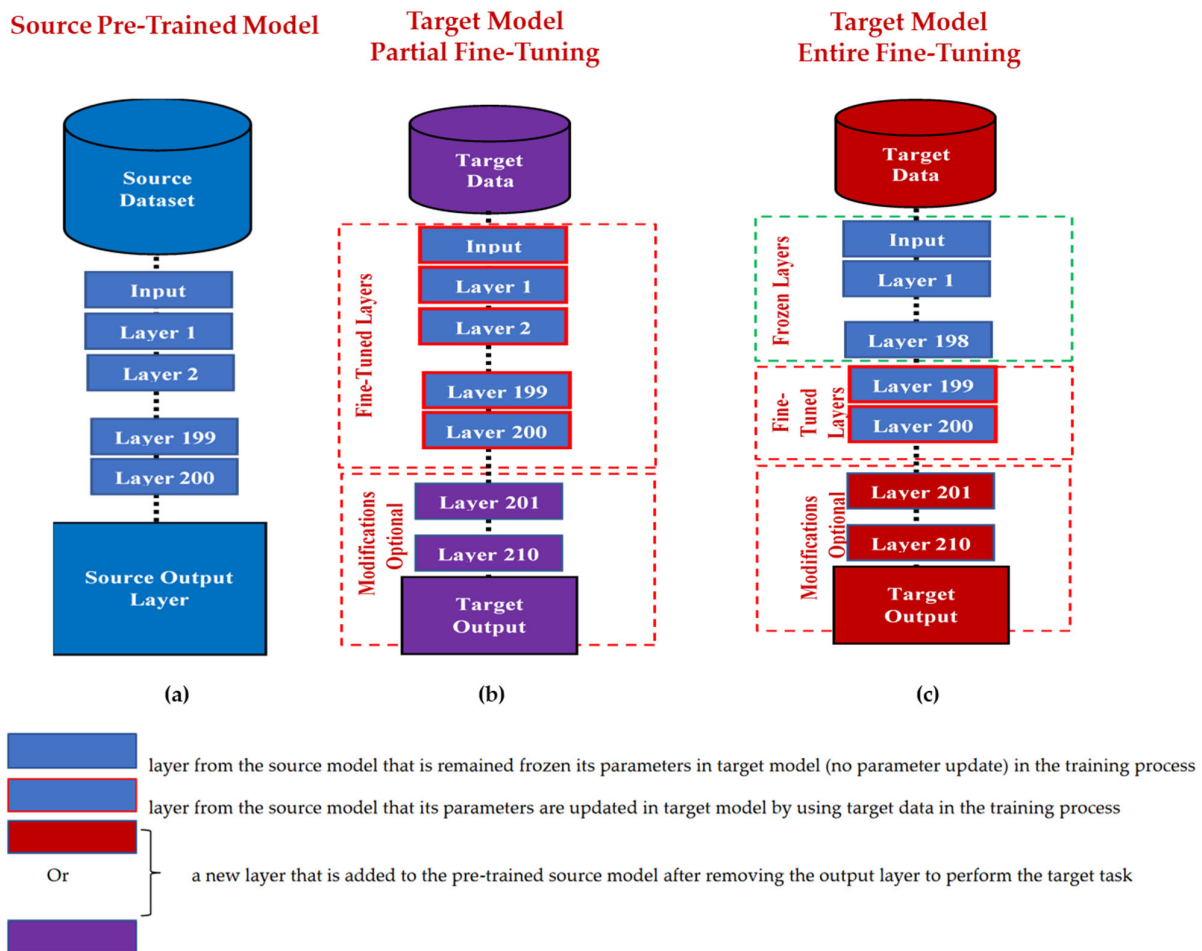 Source Pre-Trained Model
Source
Dataset
Input
Layer 1
Layer 2
Layer 199
Layer 200
Source Output
Layer
(a)
Target Model
Partial Fine-Tuning
Target
Data
Fine-Tuned Layers
Input
Layer 1
Layer 2
Layer 199
Layer 200
Modifications
Optional
Layer 201
Layer 210
Target
Output
(b)
Target Model
Entire Fine-Tuning
Target
Data
Frozen Layers
Input
Layer 1
Layer 198
Fine-
Tuned
Layers
Layer 199
Layer 200
Modifications
Optional
Layer 201
Layer 210
Target
Output
(c)
layer from the source model that is remained frozen its parameters in target model (no parameter update) in the training process
layer from the source model that its parameters are updated in target model by using target data in the training process
Or
a new layer that is added to the pre-trained source model after removing the output layer to perform the target task